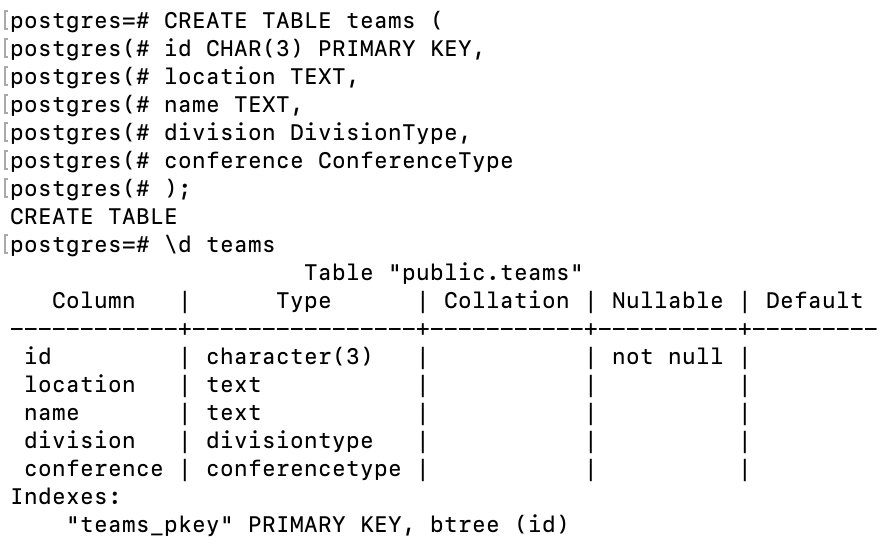 [postgres=# CREATE TABLE teams (
[postgres(# id CHAR(3) PRIMARY KEY,
[postgres(# location TEXT,
[postgres(# name TEXT,
[postgres(# division DivisionType,
[postgres(# conference ConferenceType
[postgres(# );
CREATE TABLE
[postgres=# \d teams
                     Table "public.teams"
   Column   |      Type      | Collation | Nullable | Default
------------+----------------+-----------+----------+---------
 id         | character(3)   |           | not null |
 location   | text           |           |          |
 name       | text           |           |          |
 division   | divisiontype   |           |          |
 conference | conferencetype |           |          |
Indexes:
    "teams_pkey" PRIMARY KEY, btree (id)